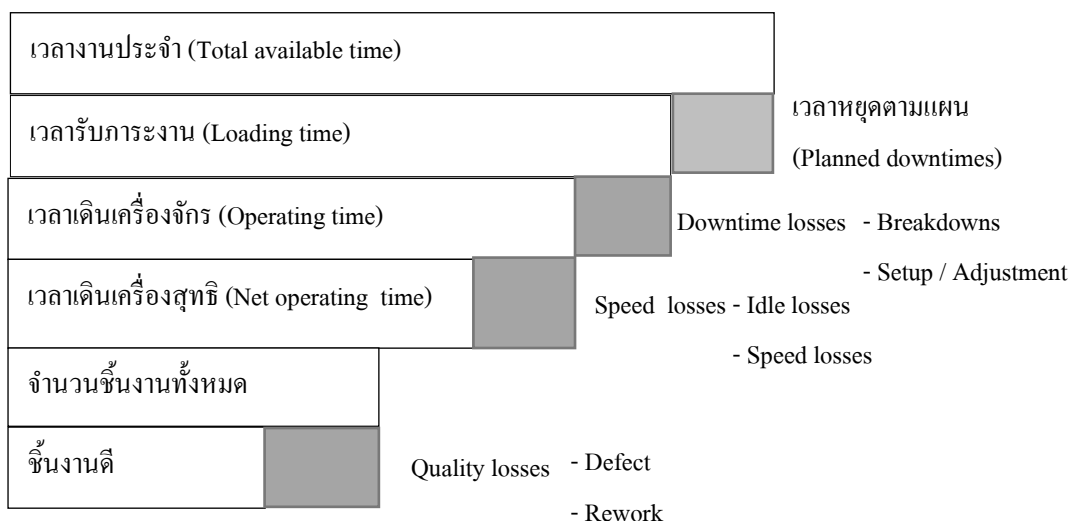 เวลางานประจำ (Total available time)
เวลารับภาระงาน (Loading time)
เวลาหยุดตามแผน
(Planned downtimes)
เวลาเดินเครื่องจักร (Operating time)
Downtime losses - Breakdowns
- Setup / Adjustment
เวลาเดินเครื่องสุทธิ (Net operating time)
Speed losses - Idle losses
- Speed losses
จำนวนชิ้นงานทั้งหมด
ชิ้นงานดี
Quality losses - Defect
- Rework